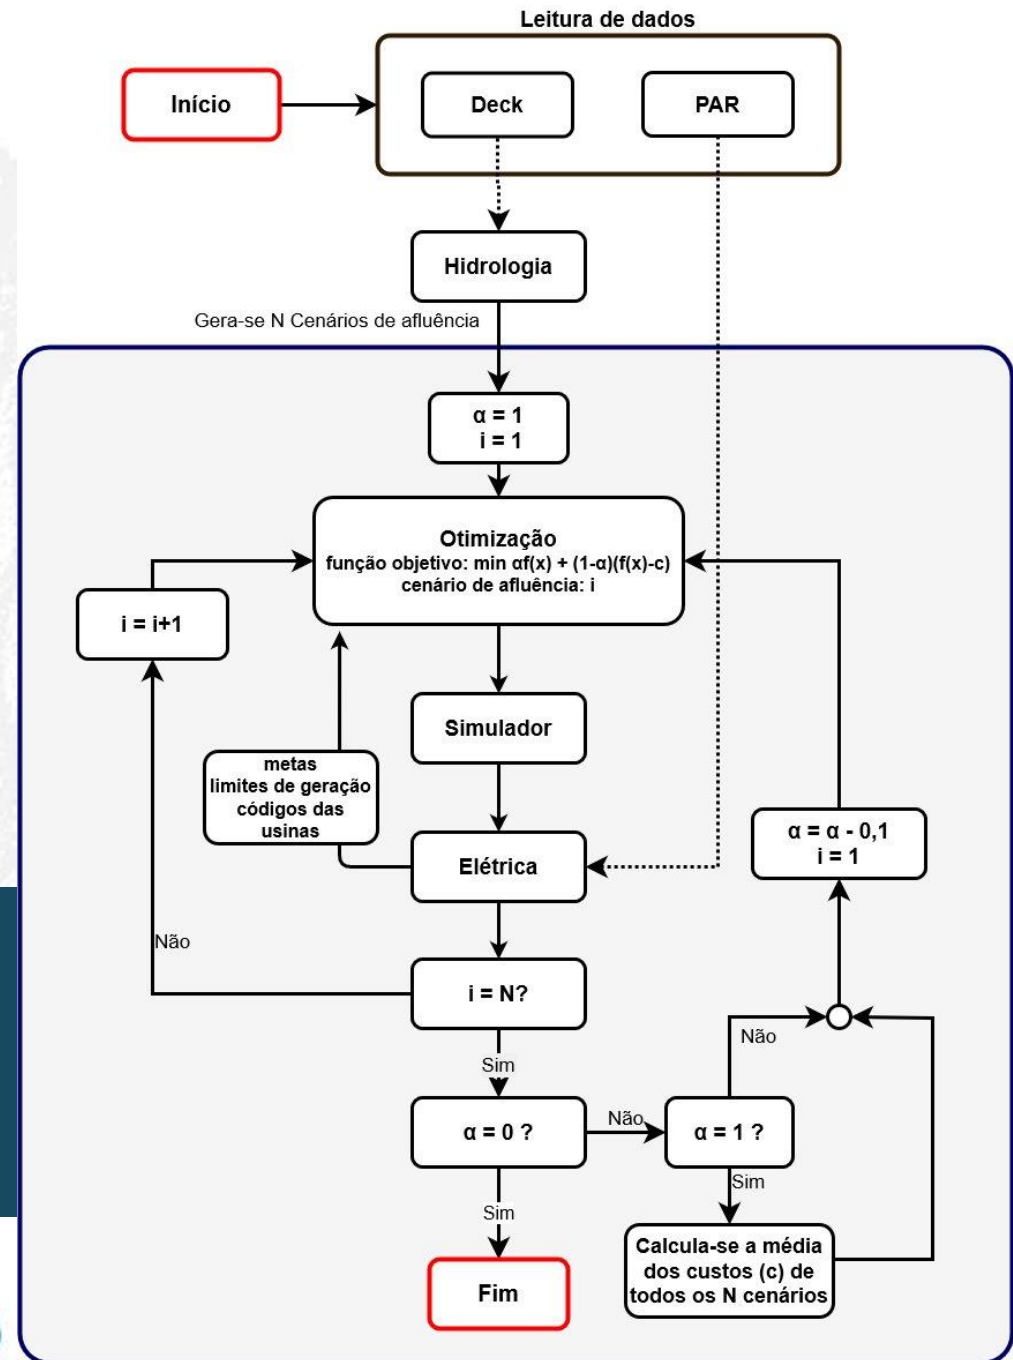 Leitura de dados
Início
Deck
PAR
Hidrologia
Gera-se N Cenários de afluência
α = 1
i = 1
Otimização
função objetivo: min αf(x) + (1-α)(f(x)-c)
cenário de afluência: i
i = i+1
Simulador
metas
limites de geração
códigos das
usinas
Elétrica
α = α - 0,1
i = 1
Não
i = N?
Sim
Não
α = 0 ?
Não
α = 1 ?
Sim
Sim
Calcula-se a média
dos custos (c) de
todos os N cenários
Fim